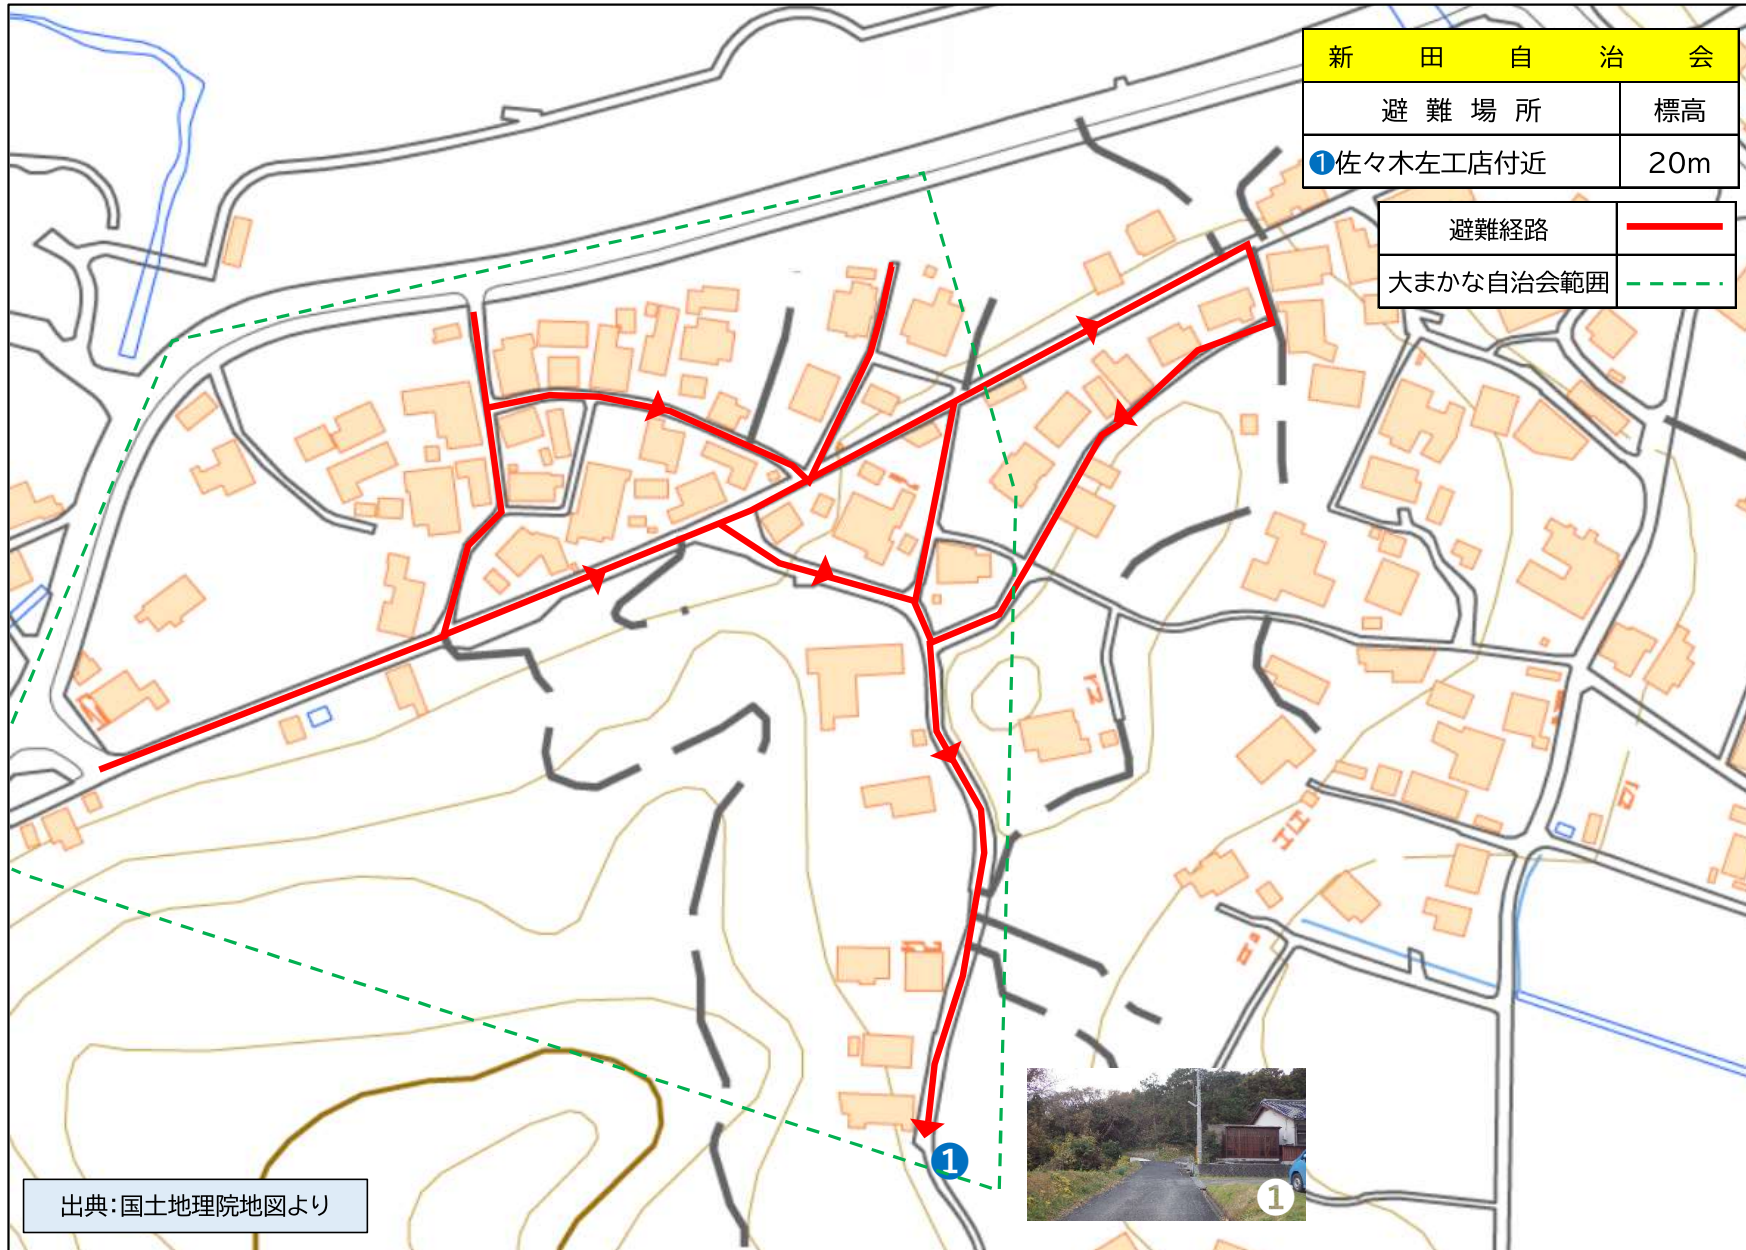 新田自治会
避難場所 標高
❶佐々木左工店付近 20m
避難経路
大まかな自治会範囲
1
1
出典:国土地理院地図より